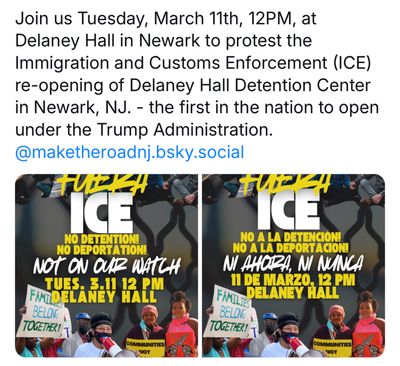 Join us Tuesday, March 11th, 12PM, at
Delaney Hall in Newark to protest the
Immigration and Customs Enforcement (ICE)
re-opening of Delaney Hall Detention Center
in Newark, NJ. - the first in the nation to open
under the Trump Administration.
@maketheroadnj.bsky.social
FUERA
ICE
NO DETENTION!
NO DEPORTATION!
NOT ON OUR WATCH
TUES. 3.11 12 PM
DELANEY HALL
FAMILIES
BELONG
TOGETHER!
COMMUNITIES
NOT
FUERA
ICE
NO A LA DETENCIÓN!
NO A LA DEPORTACIÓN!
NI AHORA, NI NUNCA
11 DE MARZO, 12 PM
DELANEY HALL
FAMILIES
BELONG
TOGETHER!
COMMUNITIES
NOT